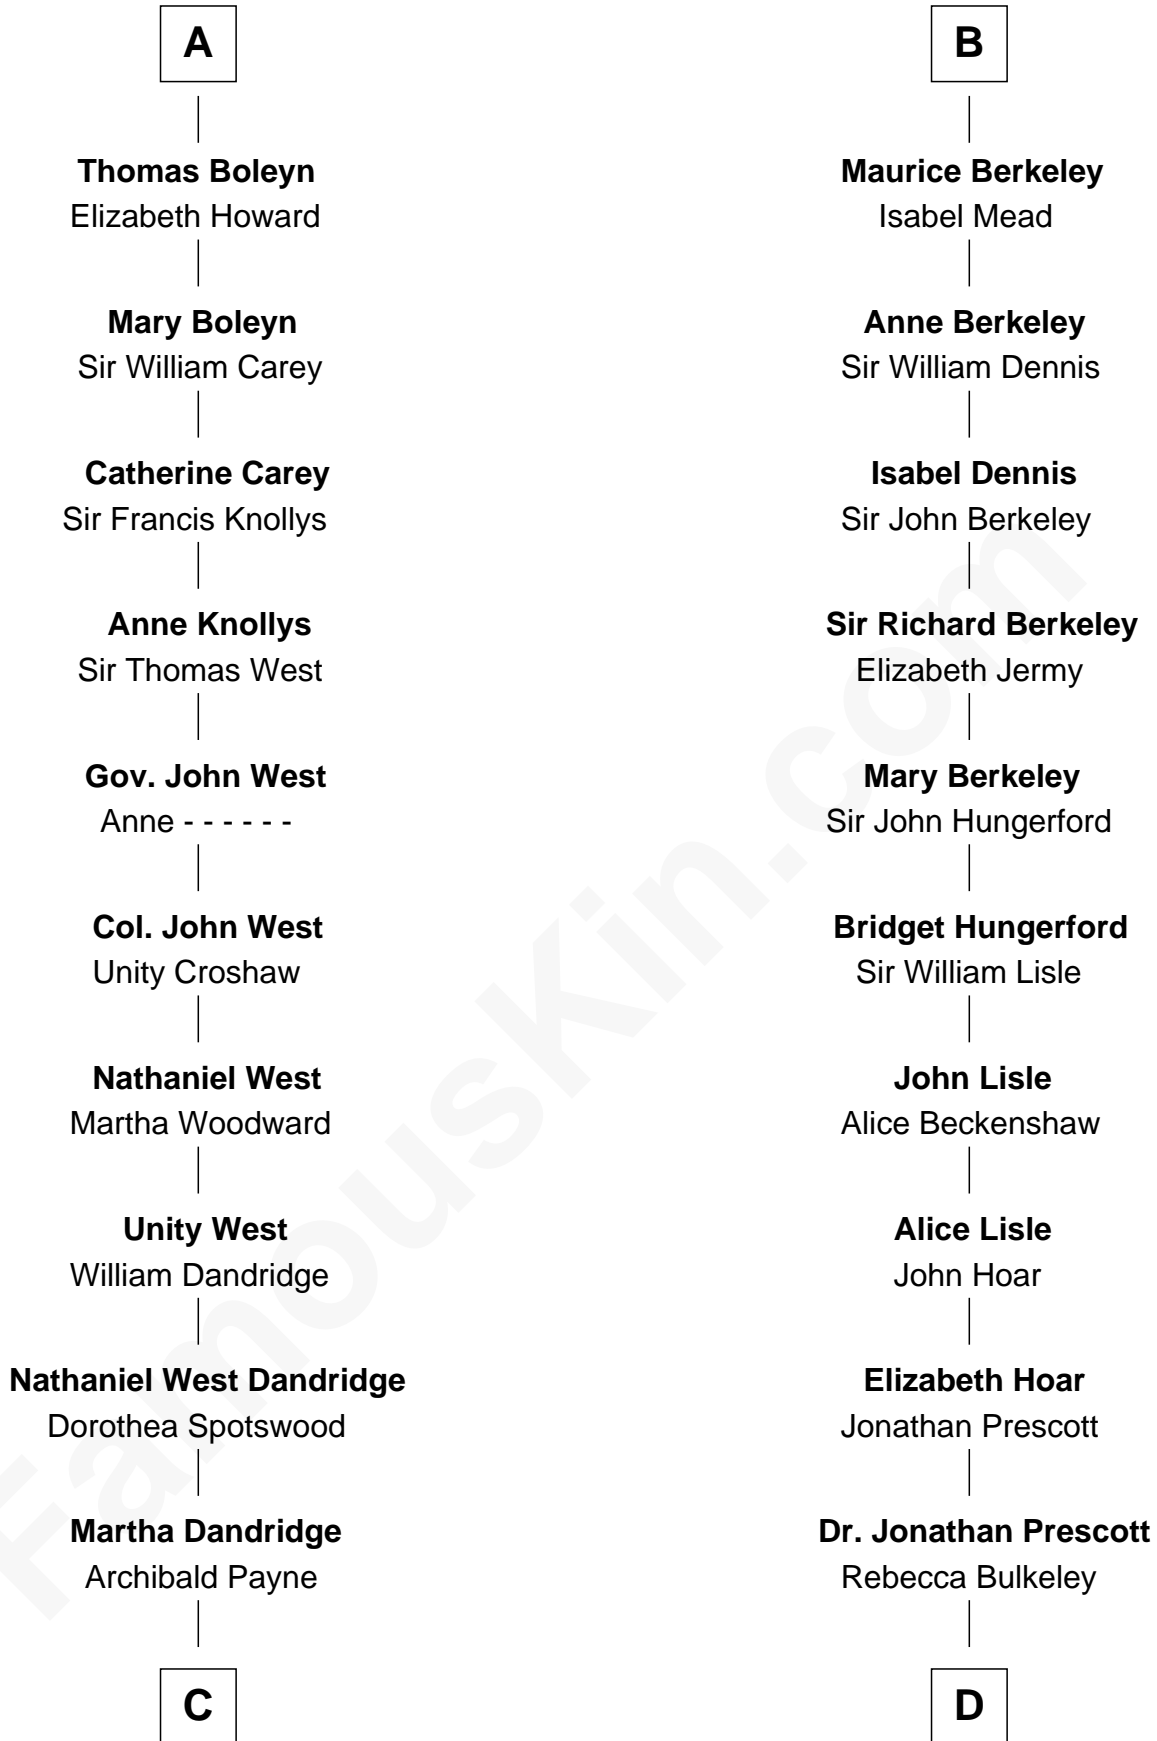 A
Thomas Boleyn
Elizabeth Howard
Mary Boleyn
Sir William Carey
Catherine Carey
Sir Francis Knollys
Anne Knollys
Sir Thomas West
Gov. John West
Anne - - - - - -
Col. John West
Unity Croshaw
Nathaniel West
Martha Woodward
Unity West
William Dandridge
Nathaniel West Dandridge
Dorothea Spotswood
Martha Dandridge
Archibald Payne
C
B
Maurice Berkeley
Isabel Mead
Anne Berkeley
Sir William Dennis
Isabel Dennis
Sir John Berkeley
Sir Richard Berkeley
Elizabeth Jermy
Mary Berkeley
Sir John Hungerford
Bridget Hungerford
Sir William Lisle
John Lisle
Alice Beckenshaw
Alice Lisle
John Hoar
Elizabeth Hoar
Jonathan Prescott
Dr. Jonathan Prescott
Rebecca Bulkeley
D
FamousKin.com